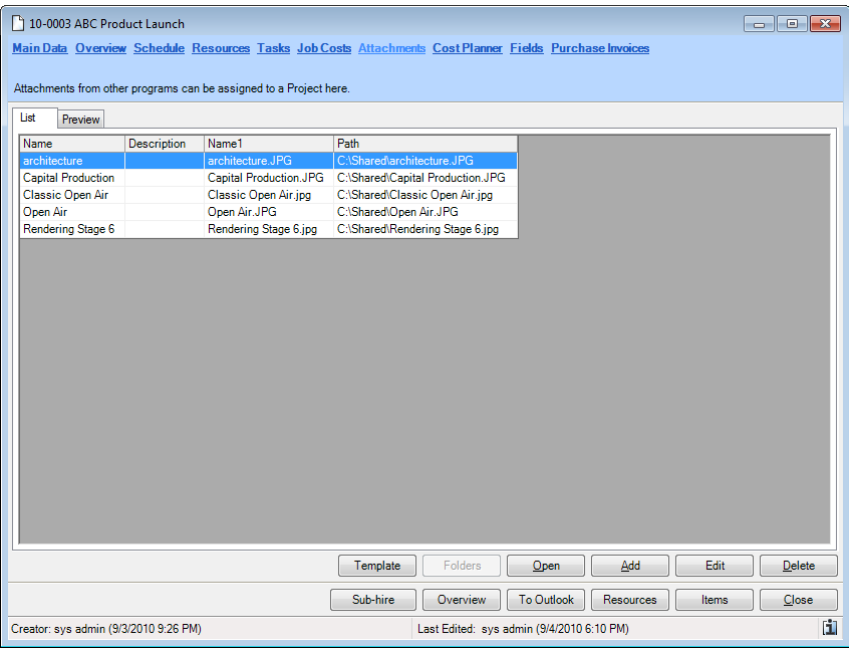 10-0003 ABC Product Launch
Main Data Overview Schedule Resources Tasks Job Costs Attachments Cost Planner Fields Purchase Invoices
Attachments from other programs can be assigned to a Project here.
List Preview
Name Description Name1 Path
architecture architecture.JPG C:\Shared\architecture.JPG
Capital Production Capital Production.JPG C:\Shared\Capital Production.JPG
Classic Open Air Classic Open Air.jpg C:\Shared\Classic Open Air.jpg
Open Air Open Air.JPG C:\Shared\Open Air.JPG
Rendering Stage 6 Rendering Stage 6.jpg C:\Shared\Rendering Stage 6.jpg
Template Folders Open Add Edit Delete
Sub-hire Overview To Outlook Resources Items Close
Creator: sys admin (9/3/2010 9:26 PM) Last Edited: sys admin (9/4/2010 6:10 PM)